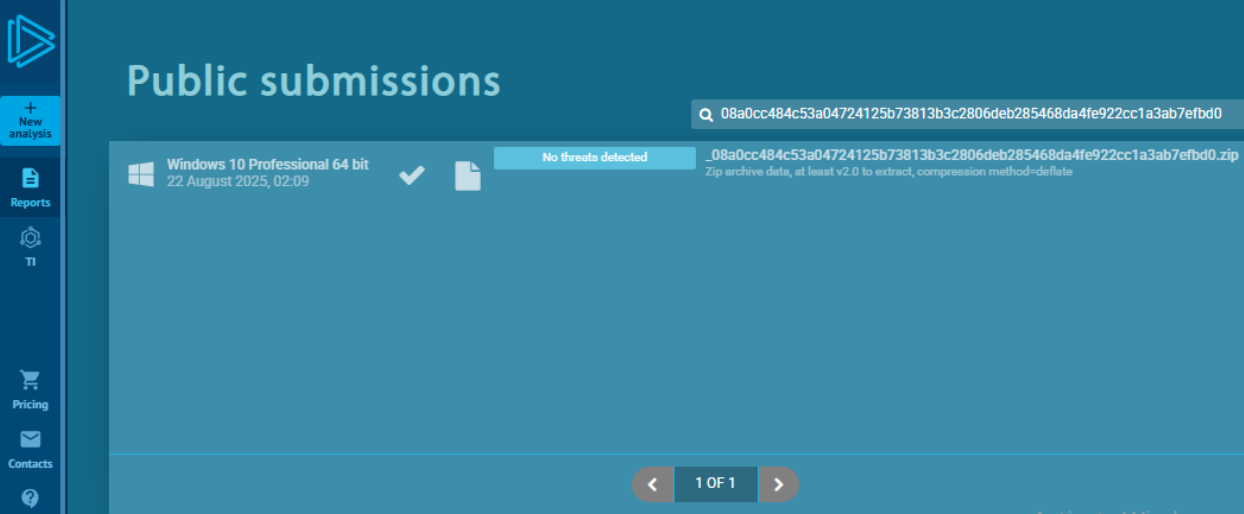 Public submissions
+
New
analysis
08a0cc484c53a04724125b73813b3c2806deb285468da4fe922cc1a3ab7efbd0
Windows 10 Professional 64 bit
22 August 2025, 02:09
No threats detected
_08a0cc484c53a04724125b73813b3c2806deb285468da4fe922cc1a3ab7efbd0.zip
Zip archive data, at least v2.0 to extract, compression method=deflate
Reports
TI
Pricing
Contacts
1 OF 1